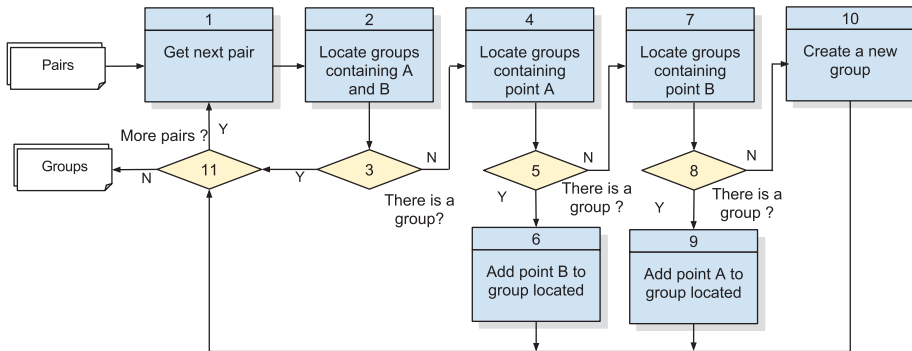 1
Get next pair
2
Locate groups
containing A
and B
4
Locate groups
containing
point A
7
Locate groups
containing
point B
10
Create a new
group
Pairs
More pairs ?
Y
Groups
N
11
Y
3
N
There is a
group?
5
N
Y
There is a
group ?
8
N
Y
There is a
group ?
6
Add point B to
group located
9
Add point A to
group located